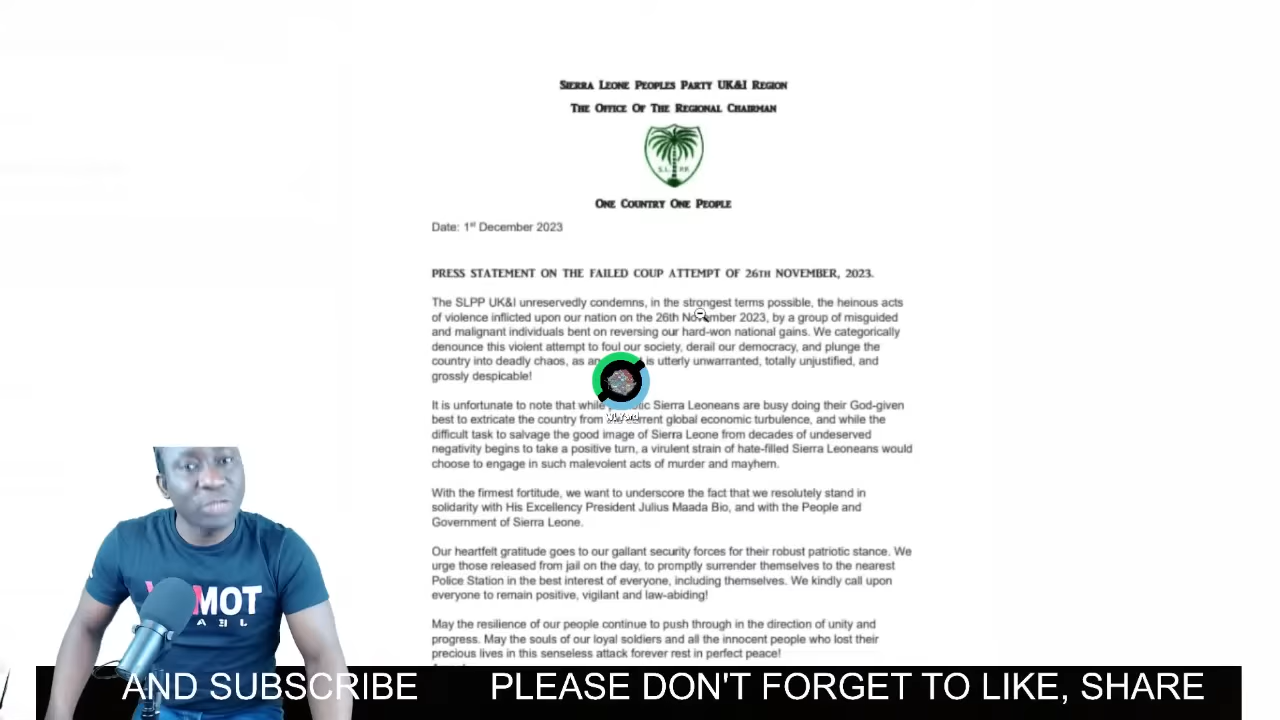 SIERRA LEONE PEOPLES PARTY UK&I REGION
THE OFFICE OF THE REGIONAL CHAIRMAN
S.L.P.P.
ONE COUNTRY ONE PEOPLE
Date: 1st December 2023
PRESS STATEMENT ON THE FAILED COUP ATTEMPT OF 26TH NOVEMBER, 2023.
The SLPP UK&I unreservedly condemns, in the strongest terms possible, the heinous acts
of violence inflicted upon our nation on the 26th November 2023, by a group of misguided
and malignant individuals bent on reversing our hard-won national gains. We categorically
denounce this violent attempt to foul our society, derail our democracy, and plunge the
country into deadly chaos, as is utterly unwarranted, totally unjustified, and
grossly despicable!
It is unfortunate to note that while Sierra Leoneans are busy doing their God-given
best to extricate the country from current global economic turbulence, and while the
difficult task to salvage the good image of Sierra Leone from decades of undeserved
negativity begins to take a positive turn, a virulent strain of hate-filled Sierra Leoneans would
choose to engage in such malevolent acts of murder and mayhem.
With the firmest fortitude, we want to underscore the fact that we resolutely stand in
solidarity with His Excellency President Julius Maada Bio, and with the People and
Government of Sierra Leone.
Our heartfelt gratitude goes to our gallant security forces for their robust patriotic stance. We
urge those released from jail on the day, to promptly surrender themselves to the nearest
Police Station in the best interest of everyone, including themselves. We kindly call upon
everyone to remain positive, vigilant and law-abiding!
May the resilience of our people continue to push through in the direction of unity and
progress. May the souls of our loyal soldiers and all the innocent people who lost their
precious lives in this senseless attack forever rest in perfect peace!
MOT
AND SUBSCRIBE PLEASE DON'T FORGET TO LIKE, SHARE